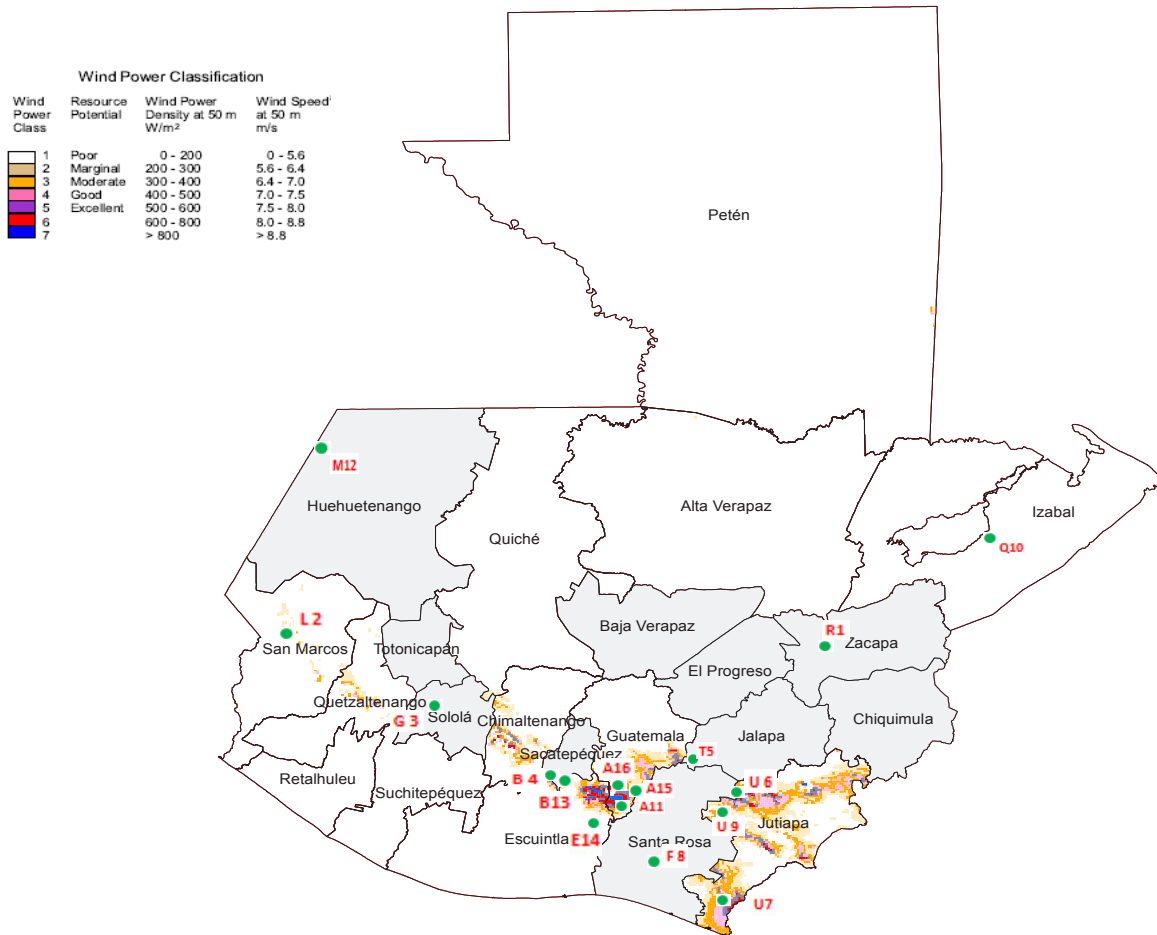 Wind Power Classification
Wind Power Class Resource Potential Wind Power Density at 50 m W/m² Wind Speed¹ at 50 m m/s
1 Poor 0 - 200 0 - 5.6
2 Marginal 200 - 300 5.6 - 6.4
3 Moderate 300 - 400 6.4 - 7.0
4 Good 400 - 500 7.0 - 7.5
5 Excellent 500 - 600 7.5 - 8.0
6 600 - 800 8.0 - 8.8
7 > 800 > 8.8
Petén
M12
Huehuetenango
Alta Verapaz
Izabal
Quiché
Q10
L 2
Baja Verapaz
R1
San Marcos
Totonicapán
Zacapa
El Progreso
Quetzaltenango
G 3
Sololá
Chimaltenango
Chiquimula
Guatemala
Jalapa
Sacatepéquez
T5
A16
Retalhuleu
B 4
U 6
Suchitepéquez
B13
A15
A11
U 9
Jutiapa
Escuintla
E14
Santa Rosa
F 8
U7